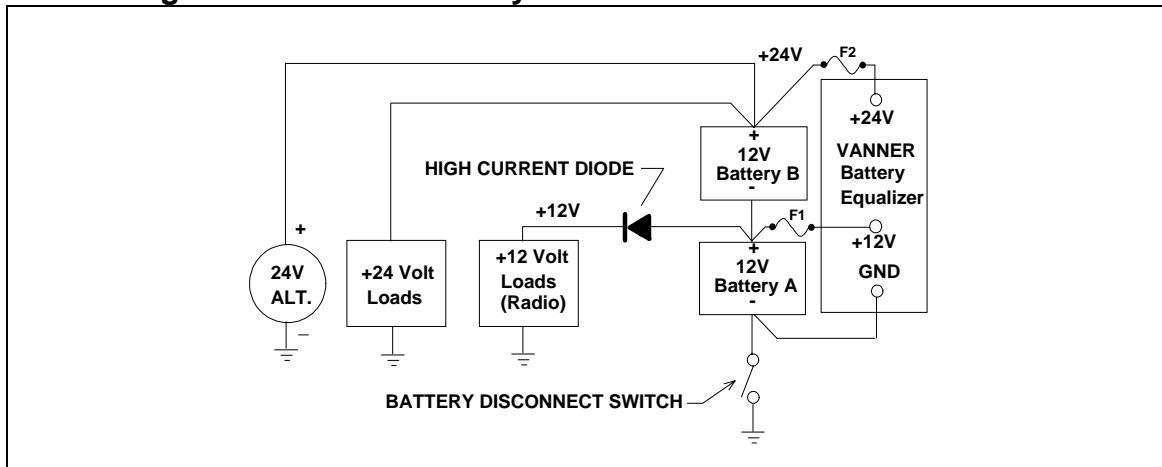 +24V
F2
+24V
VANNER
Battery
Equalizer
+
12V
Battery B
-
HIGH CURRENT DIODE
+12V
F1
+12V
GND
+
24V
ALT.
–
+24 Volt
Loads
+12 Volt
Loads
(Radio)
+
12V
Battery A
-
BATTERY DISCONNECT SWITCH